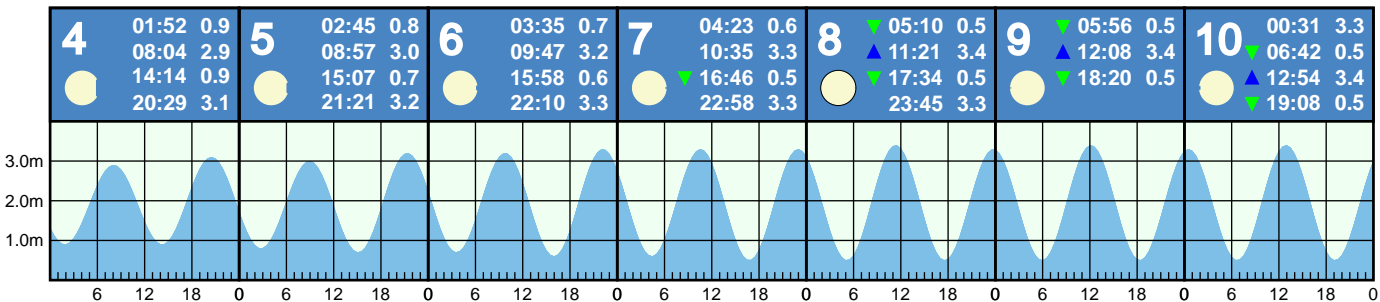 4 01:52 0.9
08:04 2.9
14:14 0.9
20:29 3.1
5 02:45 0.8
08:57 3.0
15:07 0.7
21:21 3.2
6 03:35 0.7
09:47 3.2
15:58 0.6
22:10 3.3
7 04:23 0.6
10:35 3.3
▼ 16:46 0.5
22:58 3.3
8 ▼ 05:10 0.5
▲ 11:21 3.4
▼ 17:34 0.5
23:45 3.3
9 ▼ 05:56 0.5
▲ 12:08 3.4
▼ 18:20 0.5
10 00:31 3.3
▼ 06:42 0.5
▲ 12:54 3.4
▼ 19:08 0.5
3.0m
2.0m
1.0m
6 12 18 0 6 12 18 0 6 12 18 0 6 12 18 0 6 12 18 0 6 12 18 0 6 12 18 0